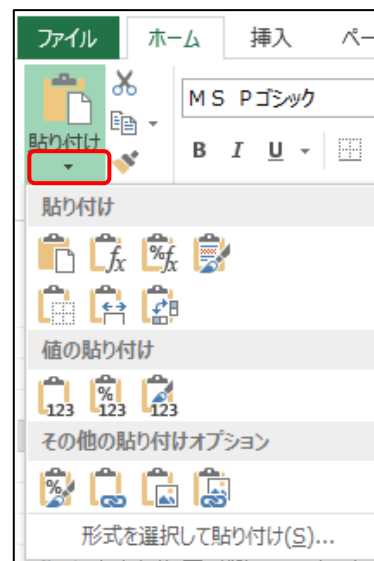 ファイル ホーム 挿入 ペー
貼り付け
ＭＳ Ｐゴシック
B I U
貼り付け
fx %fx
値の貼り付け
123 %123 123
その他の貼り付けオプション
%
形式を選択して貼り付け(S)...